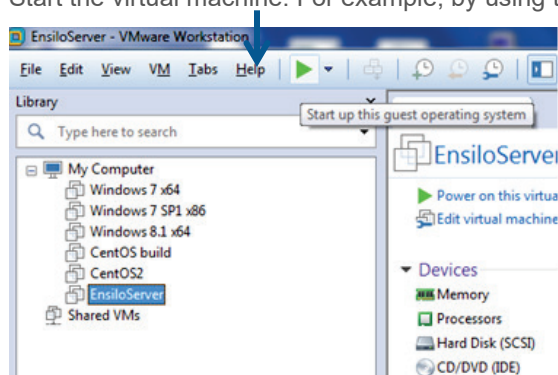 Start the virtual machine. For example, by using
EnsiloServer - VMware Workstation
File Edit View VM Tabs Help
Library
Start up this guest operating system
Type here to search
EnsiloServer
My Computer
Windows 7 x64
Power on this virtua
Windows 7 SP1 x86
Edit virtual machine
Windows 8.1 x64
CentOS build
Devices
CentOS2
Memory
EnsiloServer
Processors
Shared VMs
Hard Disk (SCSI)
CD/DVD (IDE)